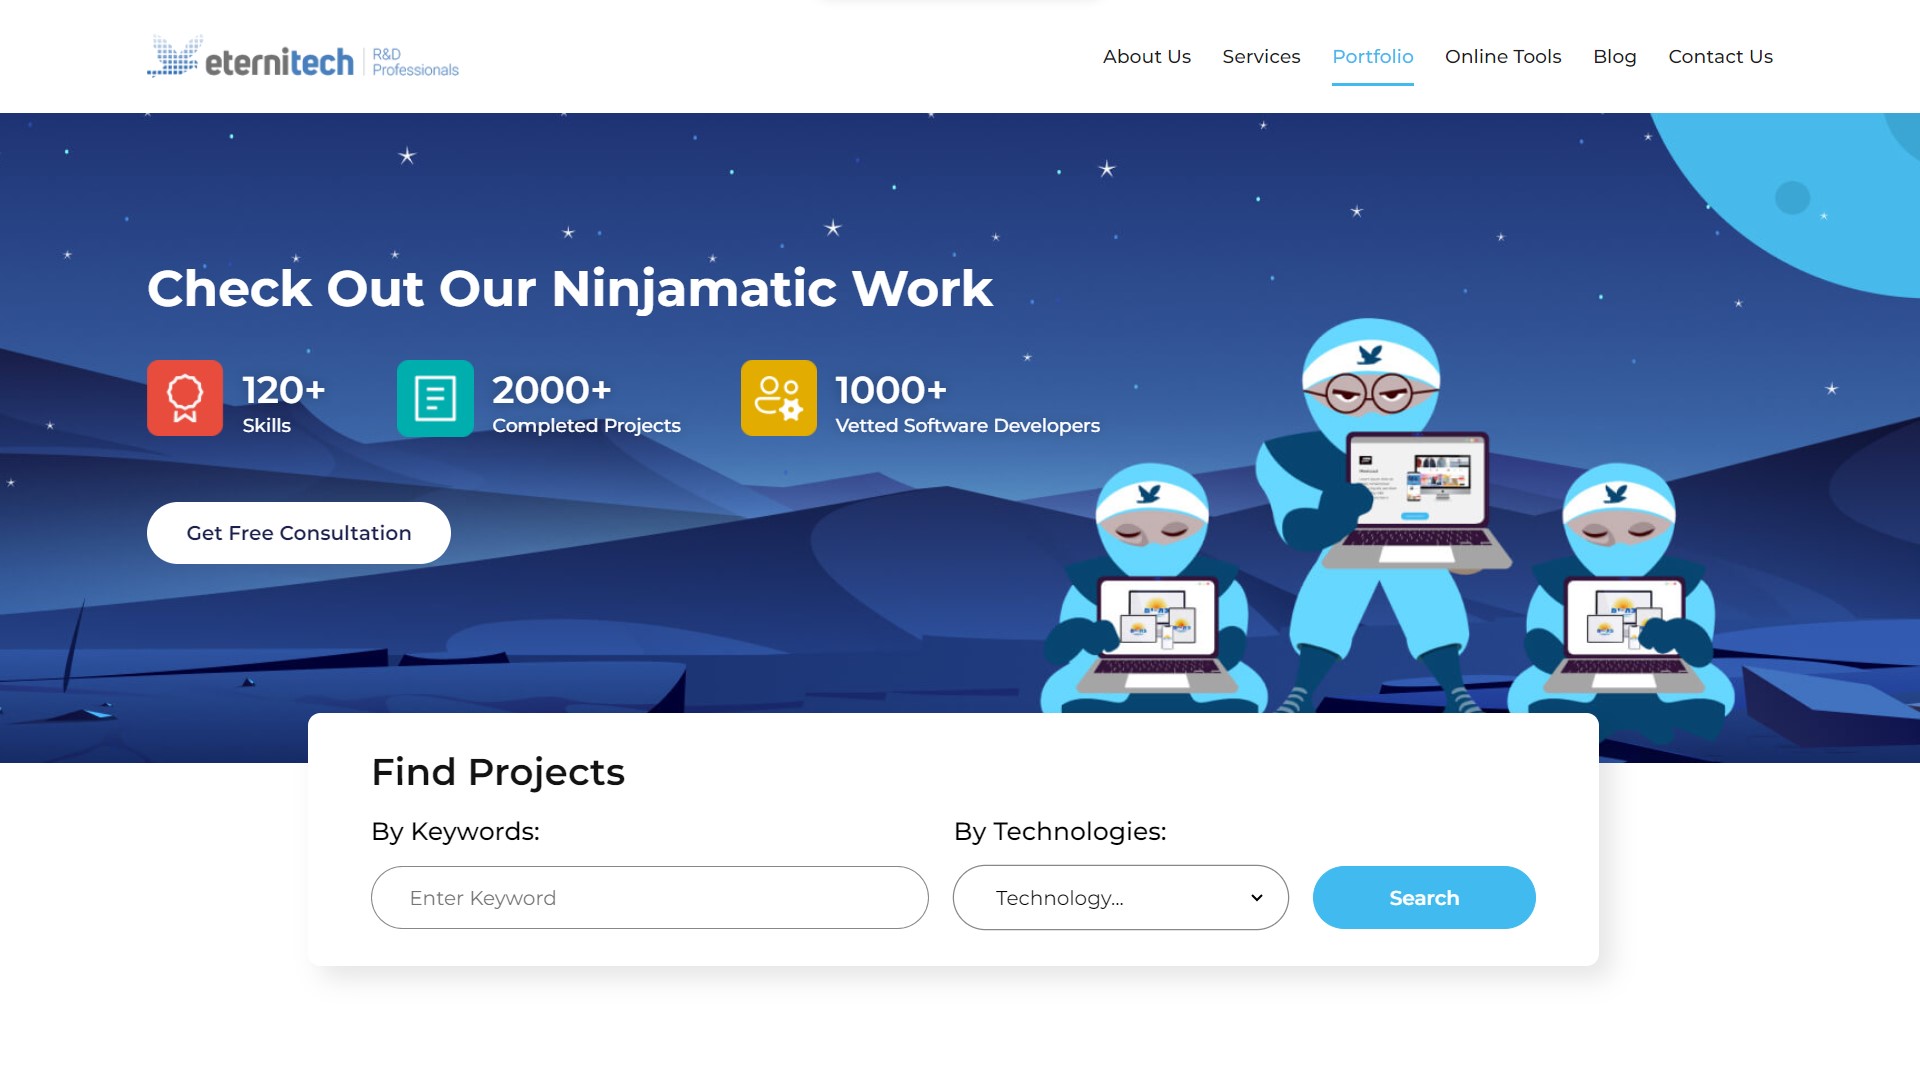 eternitech
R&D
Professionals
About Us
Services
Portfolio
Online Tools
Blog
Contact Us
Check Out Our Ninjamatic Work
120+
Skills
2000+
Completed Projects
1000+
Vetted Software Developers
Get Free Consultation
Find Projects
By Keywords:
Enter Keyword
By Technologies:
Technology...
Search